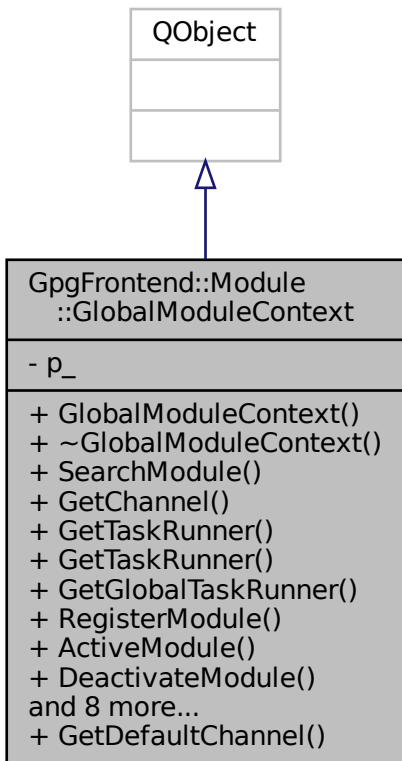 QObject
GpgFrontend::Module
::GlobalModuleContext
- p_
+ GlobalModuleContext()
+ ~GlobalModuleContext()
+ SearchModule()
+ GetChannel()
+ GetTaskRunner()
+ GetTaskRunner()
+ GetGlobalTaskRunner()
+ RegisterModule()
+ ActiveModule()
+ DeactivateModule()
and 8 more...
+ GetDefaultChannel()